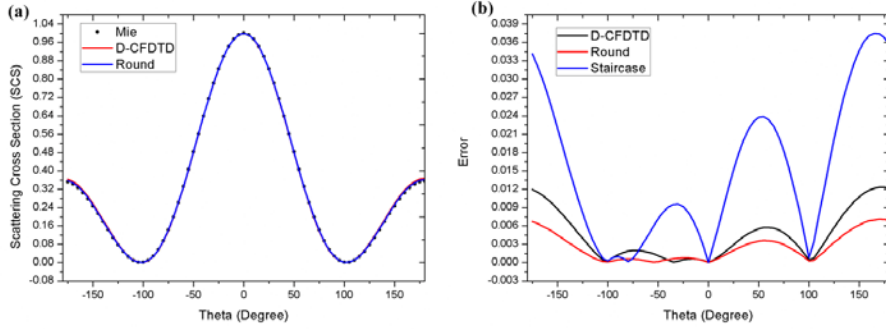 (a)
Scattering Cross Section (SCS)
1.04
0.96
0.88
0.80
0.72
0.64
0.56
0.48
0.40
0.32
0.24
0.16
0.08
0.00
-0.08
Mie
D-CFDTD
Round
-150 -100 -50 0 50 100 150
Theta (Degree)
(b)
Error
0.039
0.036
0.033
0.030
0.027
0.024
0.021
0.018
0.015
0.012
0.009
0.006
0.003
0.000
-0.003
D-CFDTD
Round
Staircase
-150 -100 -50 0 50 100 150
Theta (Degree)